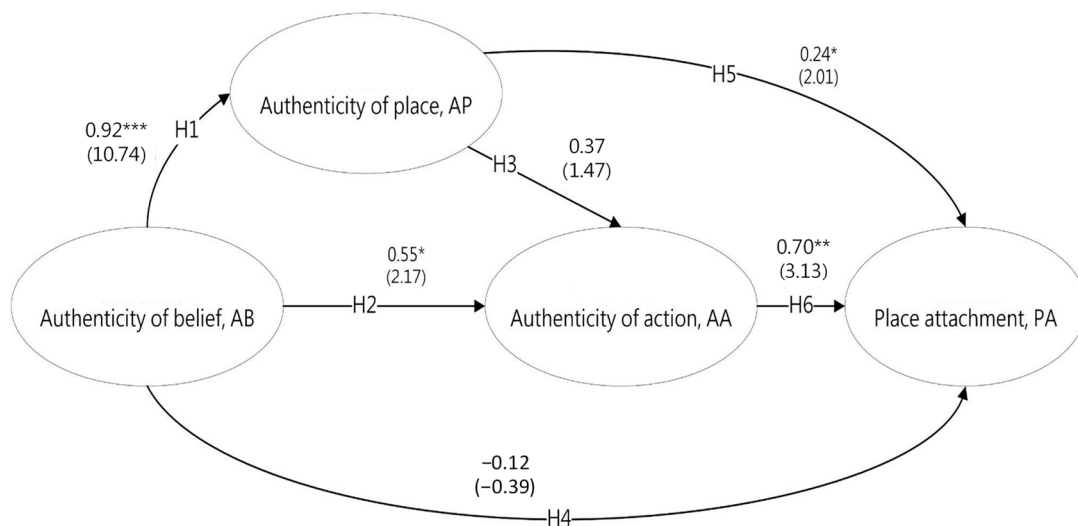 0.24*
(2.01)
H5
Authenticity of place, AP
0.92***
(10.74)
H1
0.37
(1.47)
H3
0.55*
(2.17)
H2
0.70**
(3.13)
H6
Authenticity of belief, AB
Authenticity of action, AA
Place attachment, PA
−0.12
(−0.39)
H4